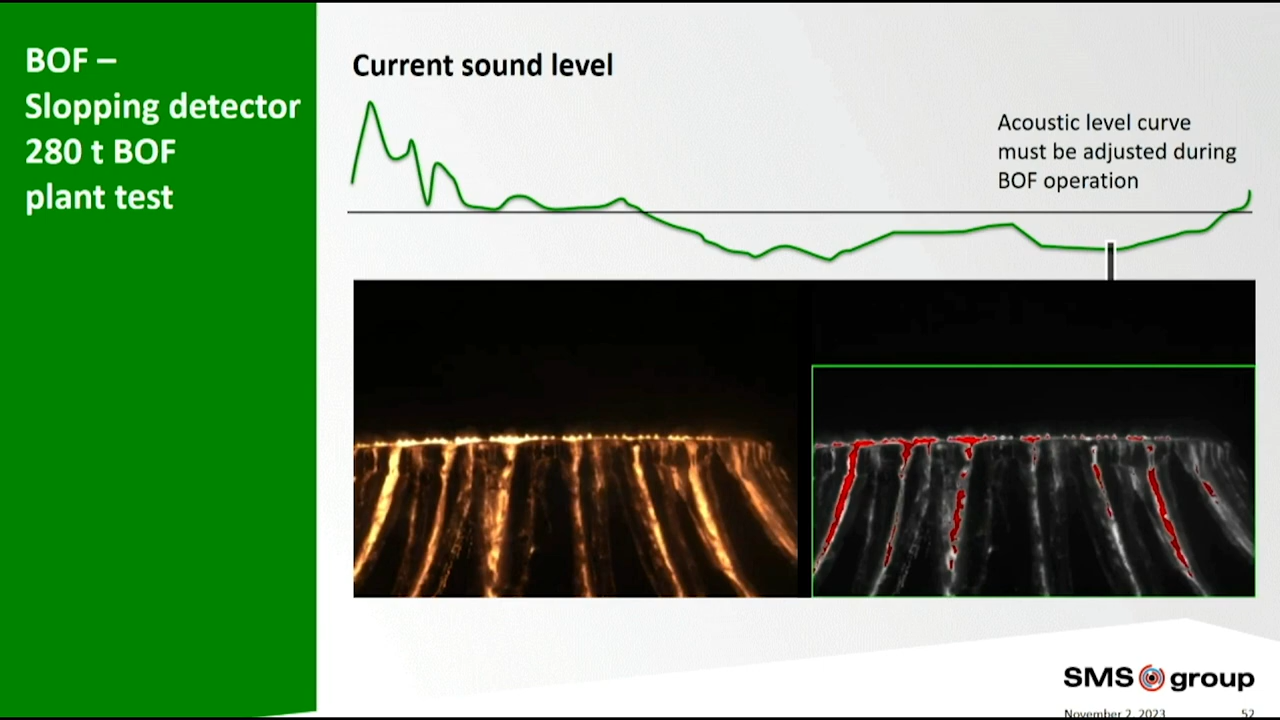 BOF –
Slopping detector
280 t BOF
plant test
Current sound level
Acoustic level curve
must be adjusted during
BOF operation
SMS group
November 2, 2023
52